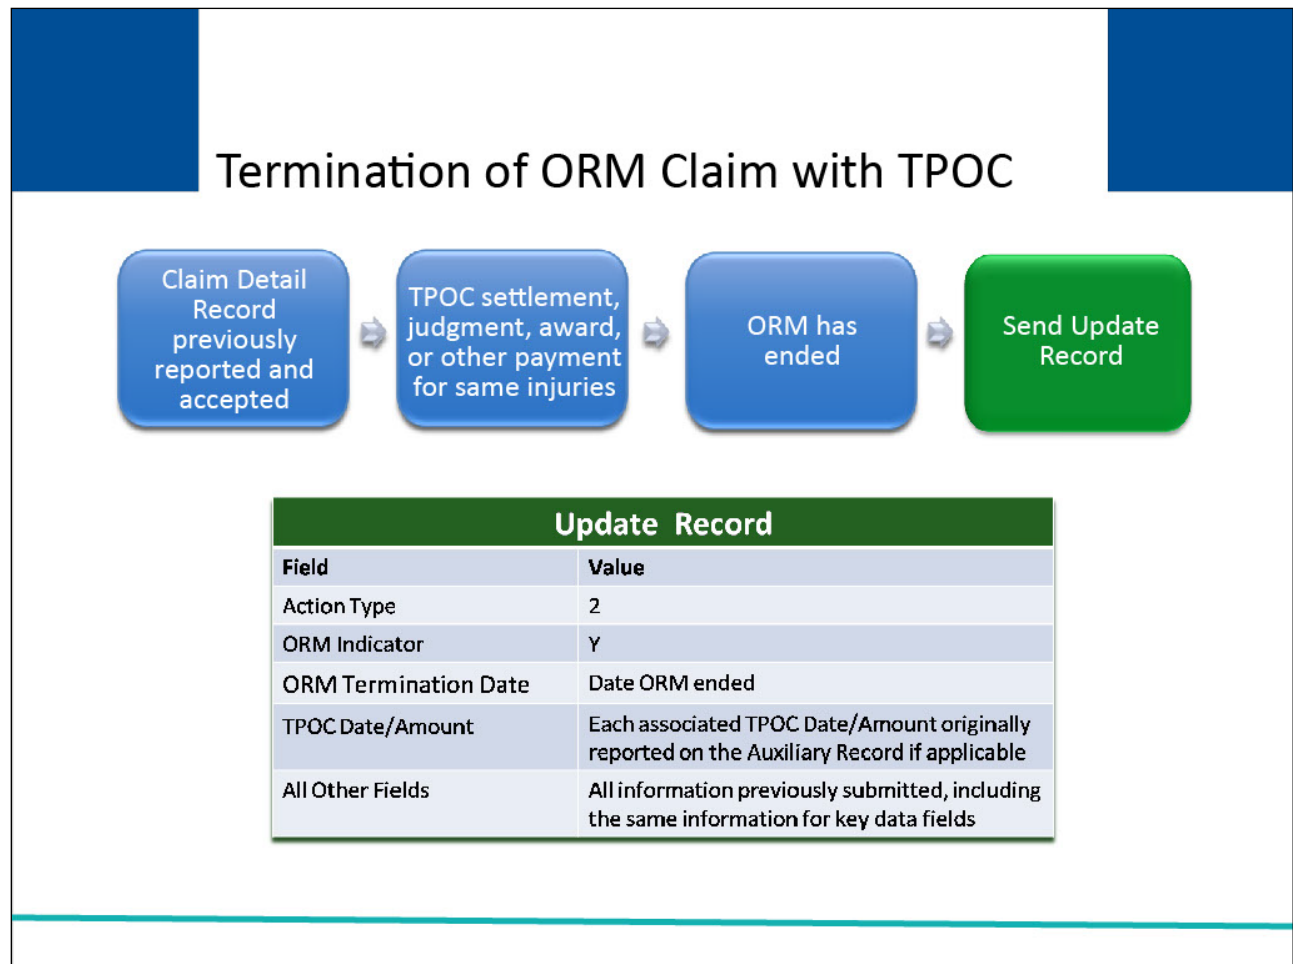 Termination of ORM Claim with TPOC
Claim Detail
Record
previously
reported and
accepted
TPOC settlement,
judgment, award,
or other payment
for same injuries
ORM has
ended
Send Update
Record
Update Record
Field Value
Action Type 2
ORM Indicator Y
ORM Termination Date Date ORM ended
TPOC Date/Amount Each associated TPOC Date/Amount originally
reported on the Auxiliary Record if applicable
All Other Fields All information previously submitted, including
the same information for key data fields